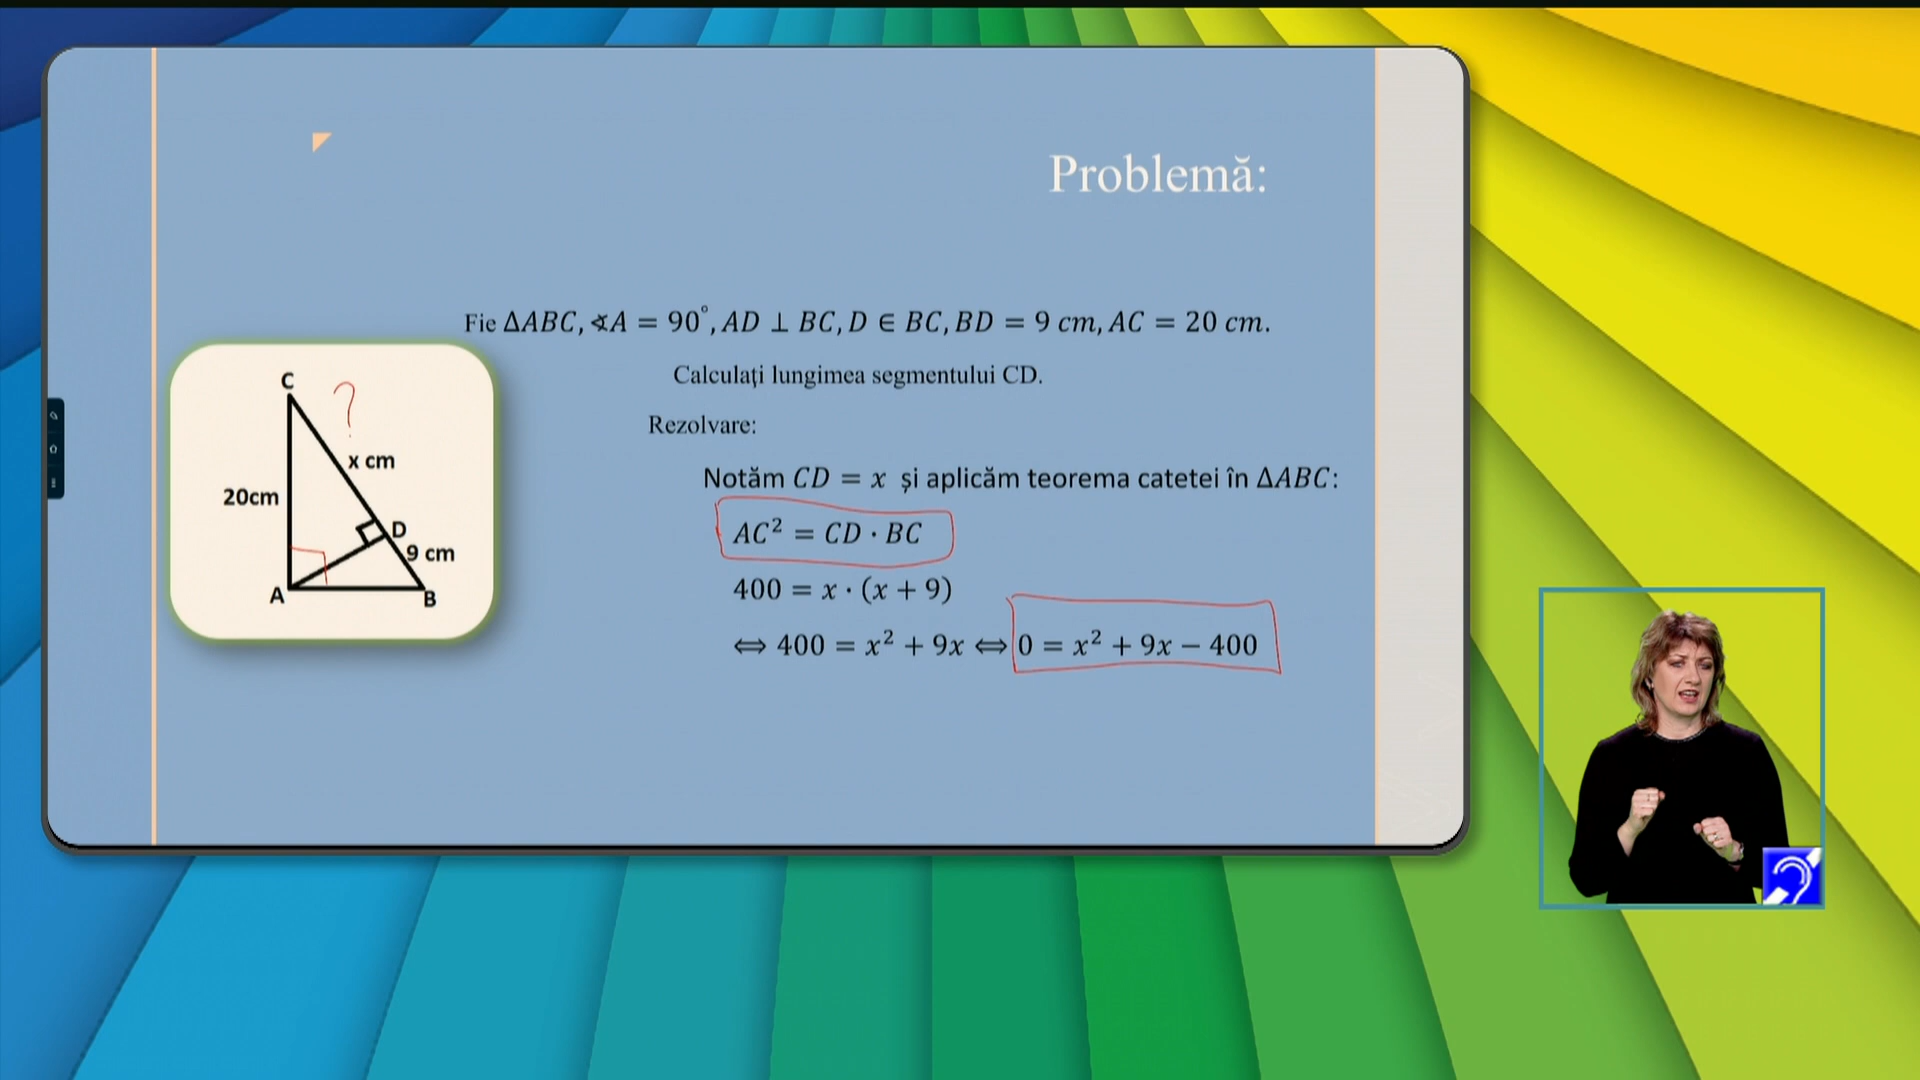 Problemă:
Fie ΔABC, ∢A = 90°, AD ⊥ BC, D ∈ BC, BD = 9 cm, AC = 20 cm.
Calculați lungimea segmentului CD.
Rezolvare:
Notăm CD = x și aplicăm teorema catetei în ΔABC:
AC² = CD · BC
400 = x · (x + 9)
⟺ 400 = x² + 9x ⟺ 0 = x² + 9x − 400
C
?
x cm
20cm
D
9 cm
A
B